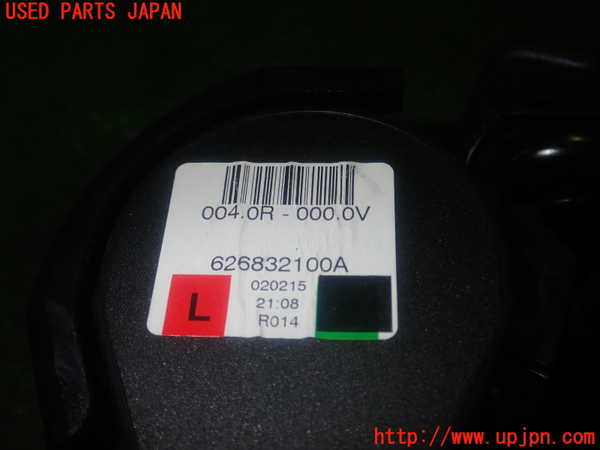 USED PARTS JAPAN
004.0R - 000.0V
626832100A
020215
21:08
L
R014
http://www.upjpn.com/